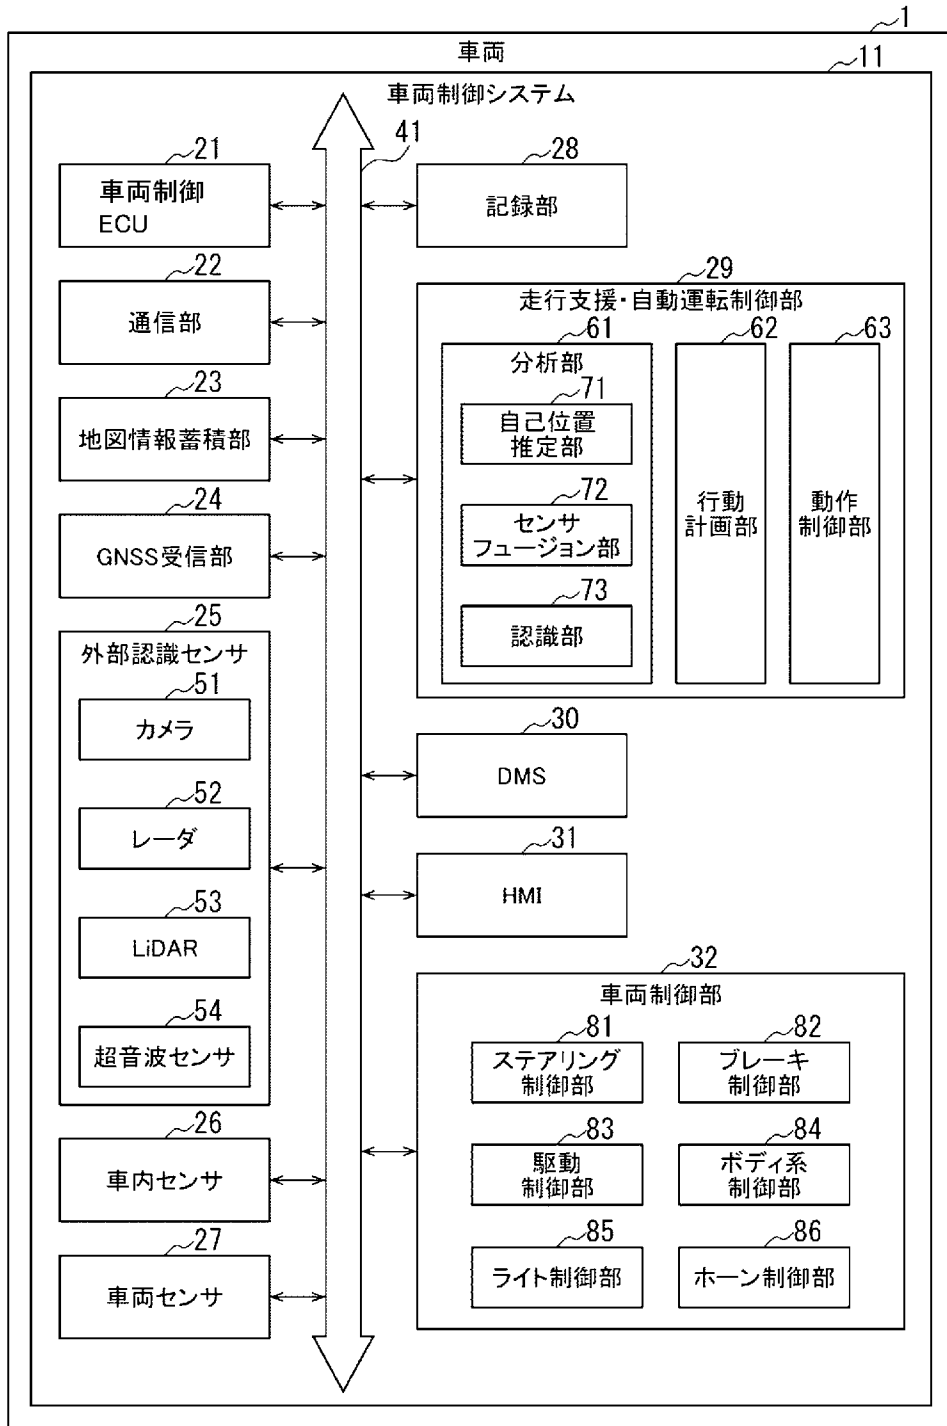 1
車両
11
車両制御システム
41
21
車両制御
ECU
22
通信部
23
地図情報蓄積部
24
GNSS受信部
25
外部認識センサ
51
カメラ
52
レーダ
53
LiDAR
54
超音波センサ
26
車内センサ
27
車両センサ
28
記録部
29
走行支援・自動運転制御部
61
分析部
71
自己位置
推定部
72
センサ
フュージョン部
73
認識部
62
行動
計画部
63
動作
制御部
30
DMS
31
HMI
32
車両制御部
81
ステアリング
制御部
82
ブレーキ
制御部
83
駆動
制御部
84
ボディ系
制御部
85
ライト制御部
86
ホーン制御部